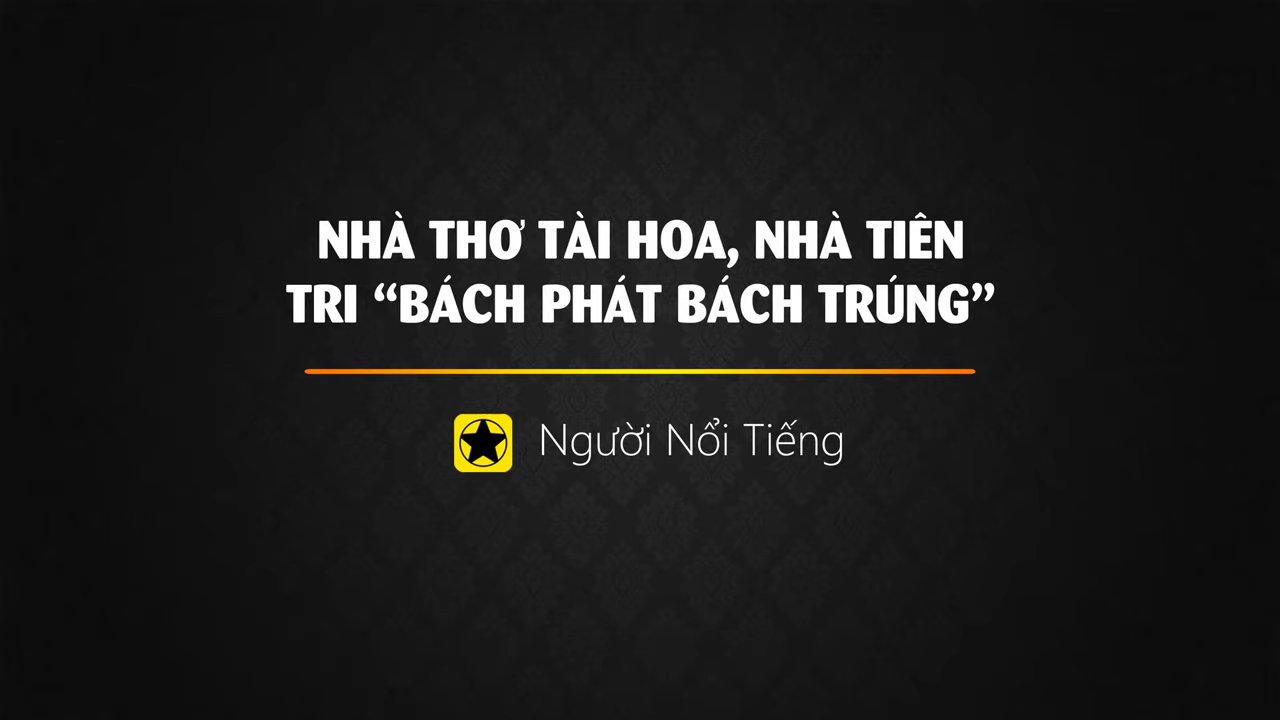 NHÀ THƠ TÀI HOA, NHÀ TIÊN
TRI “BÁCH PHÁT BÁCH TRÚNG”
Người Nổi Tiếng